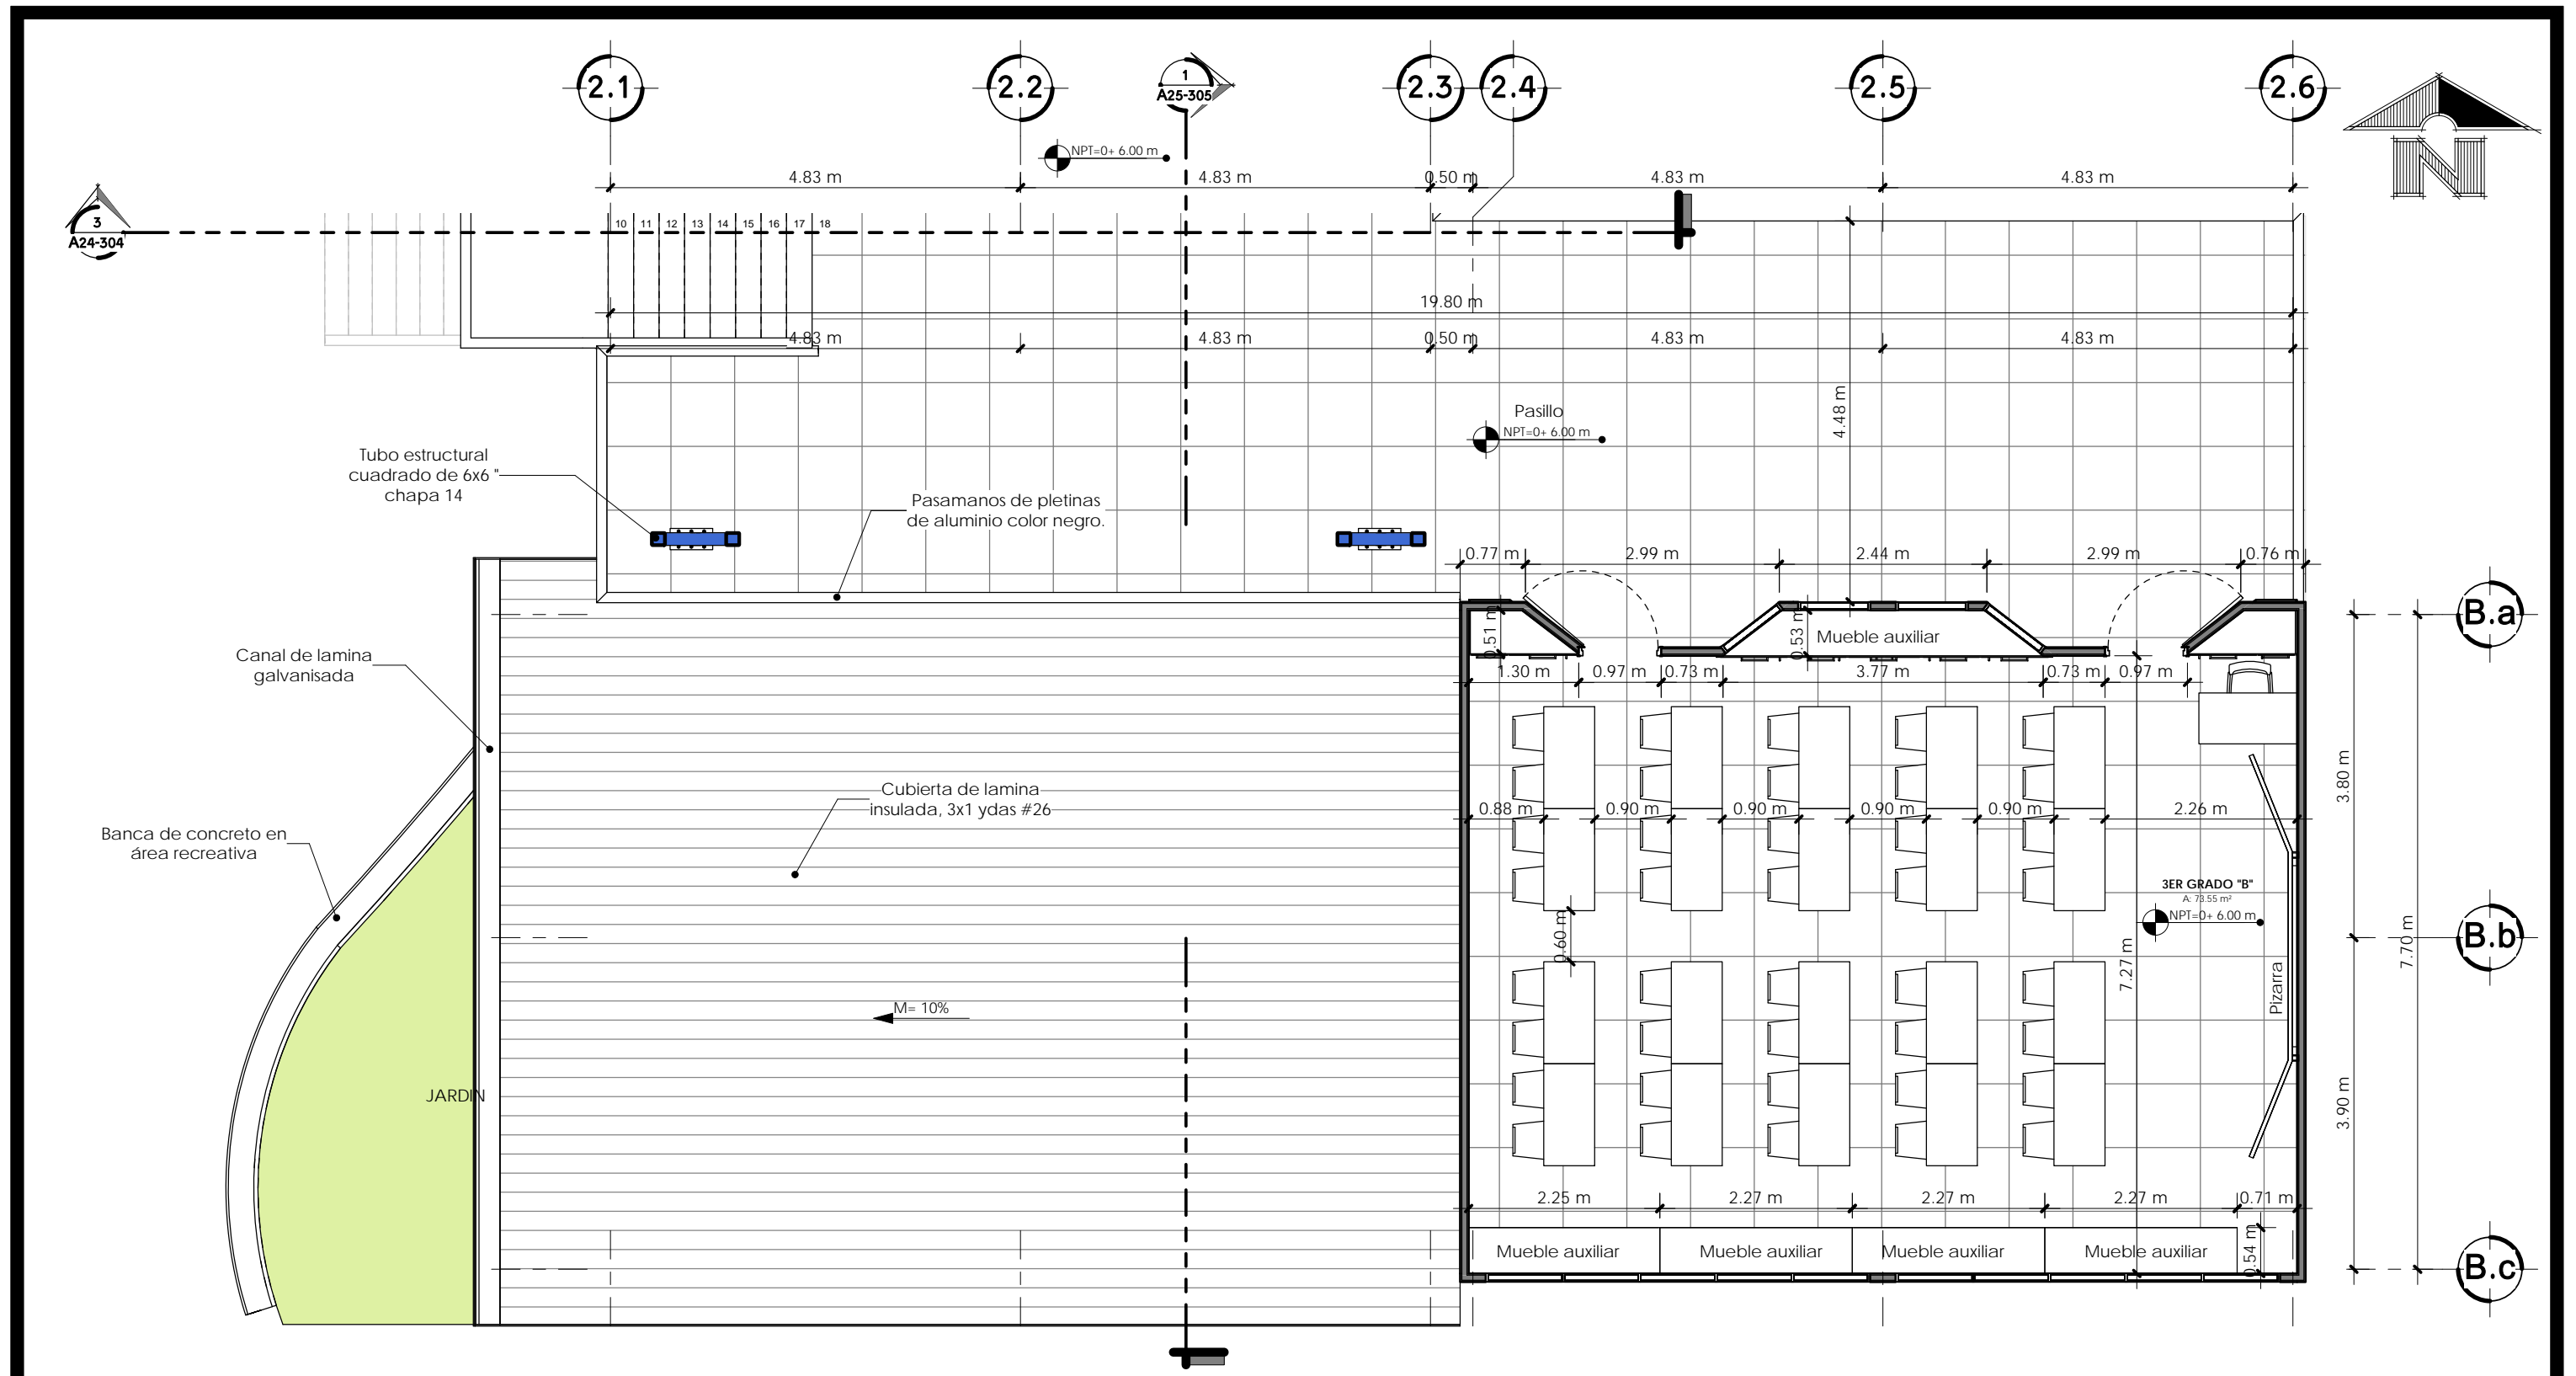 2.1
2.2
1
A25-305
2.3
2.4
2.5
2.6
N
NPT=0+ 6.00 m
4.83 m
4.83 m
0.50 m
4.83 m
4.83 m
3
A24-304
10
11
12
13
14
15
16
17
18
19.80 m
4.83 m
4.83 m
0.50 m
4.83 m
4.83 m
4.48 m
Pasillo
NPT=0+ 6.00 m
Tubo estructural
cuadrado de 6x6 "
chapa 14
Pasamanos de pletinas
de aluminio color negro.
0.77 m
2.99 m
2.44 m
2.99 m
0.76 m
B.a
0.51 m
0.53 m
Mueble auxiliar
Canal de lamina
galvanisada
1.30 m
0.97 m
0.73 m
3.77 m
0.73 m
0.97 m
3.80 m
Cubierta de lamina
insulada, 3x1 ydas #26
0.88 m
0.90 m
0.90 m
0.90 m
0.90 m
2.26 m
Banca de concreto en
área recreativa
3ER GRADO "B"
A: 73.55 m²
NPT=0+ 6.00 m
0.60 m
7.27 m
7.70 m
B.b
Pizarra
M= 10%
JARDIN
3.90 m
2.25 m
2.27 m
2.27 m
2.27 m
0.71 m
Mueble auxiliar
Mueble auxiliar
Mueble auxiliar
Mueble auxiliar
0.54 m
B.c